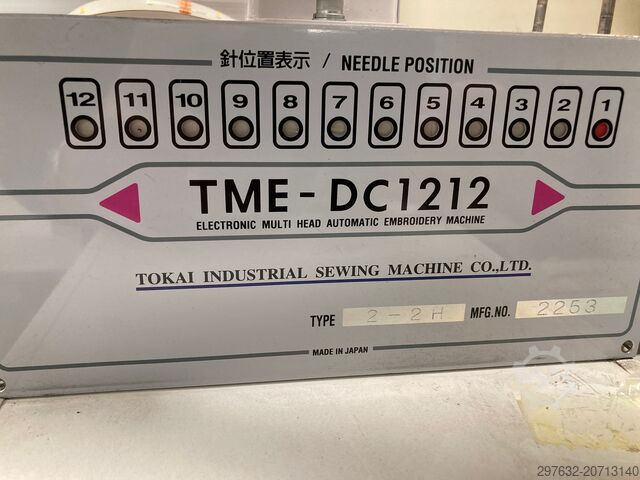 針位置表示 / NEEDLE POSITION
12 11 10 9 8 7 6 5 4 3 2 1
TME-DC1212
ELECTRONIC MULTI HEAD AUTOMATIC EMBROIDERY MACHINE
TOKAI INDUSTRIAL SEWING MACHINE CO.,LTD.
TYPE 2-2H MFG.NO. 2253
MADE IN JAPAN
297632-20713140